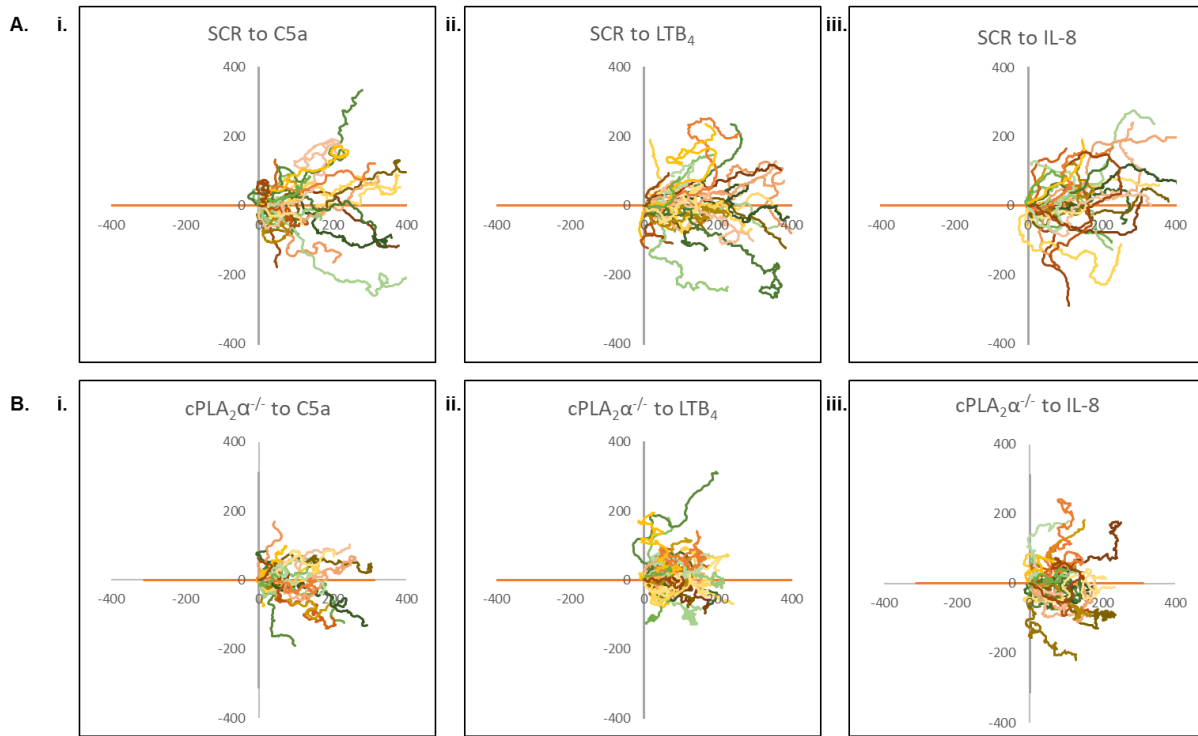 A. i. ii. iii.
SCR to C5a
SCR to LTB₄
SCR to IL-8
400 400 400
200 200 200
0 0 0
-400 -200 0 200 400 -400 -200 0 200 400 -400 -200 0 200 400
-200 -200 -200
-400 -400 -400
B. i. ii. iii.
cPLA₂α⁻/⁻ to C5a
cPLA₂α⁻/⁻ to LTB₄
cPLA₂α⁻/⁻ to IL-8
400 400 400
200 200 200
0 0 0
-400 -200 0 200 400 -400 -200 0 200 400 -400 -200 0 200 400
-200 -200 -200
-400 -400 -400